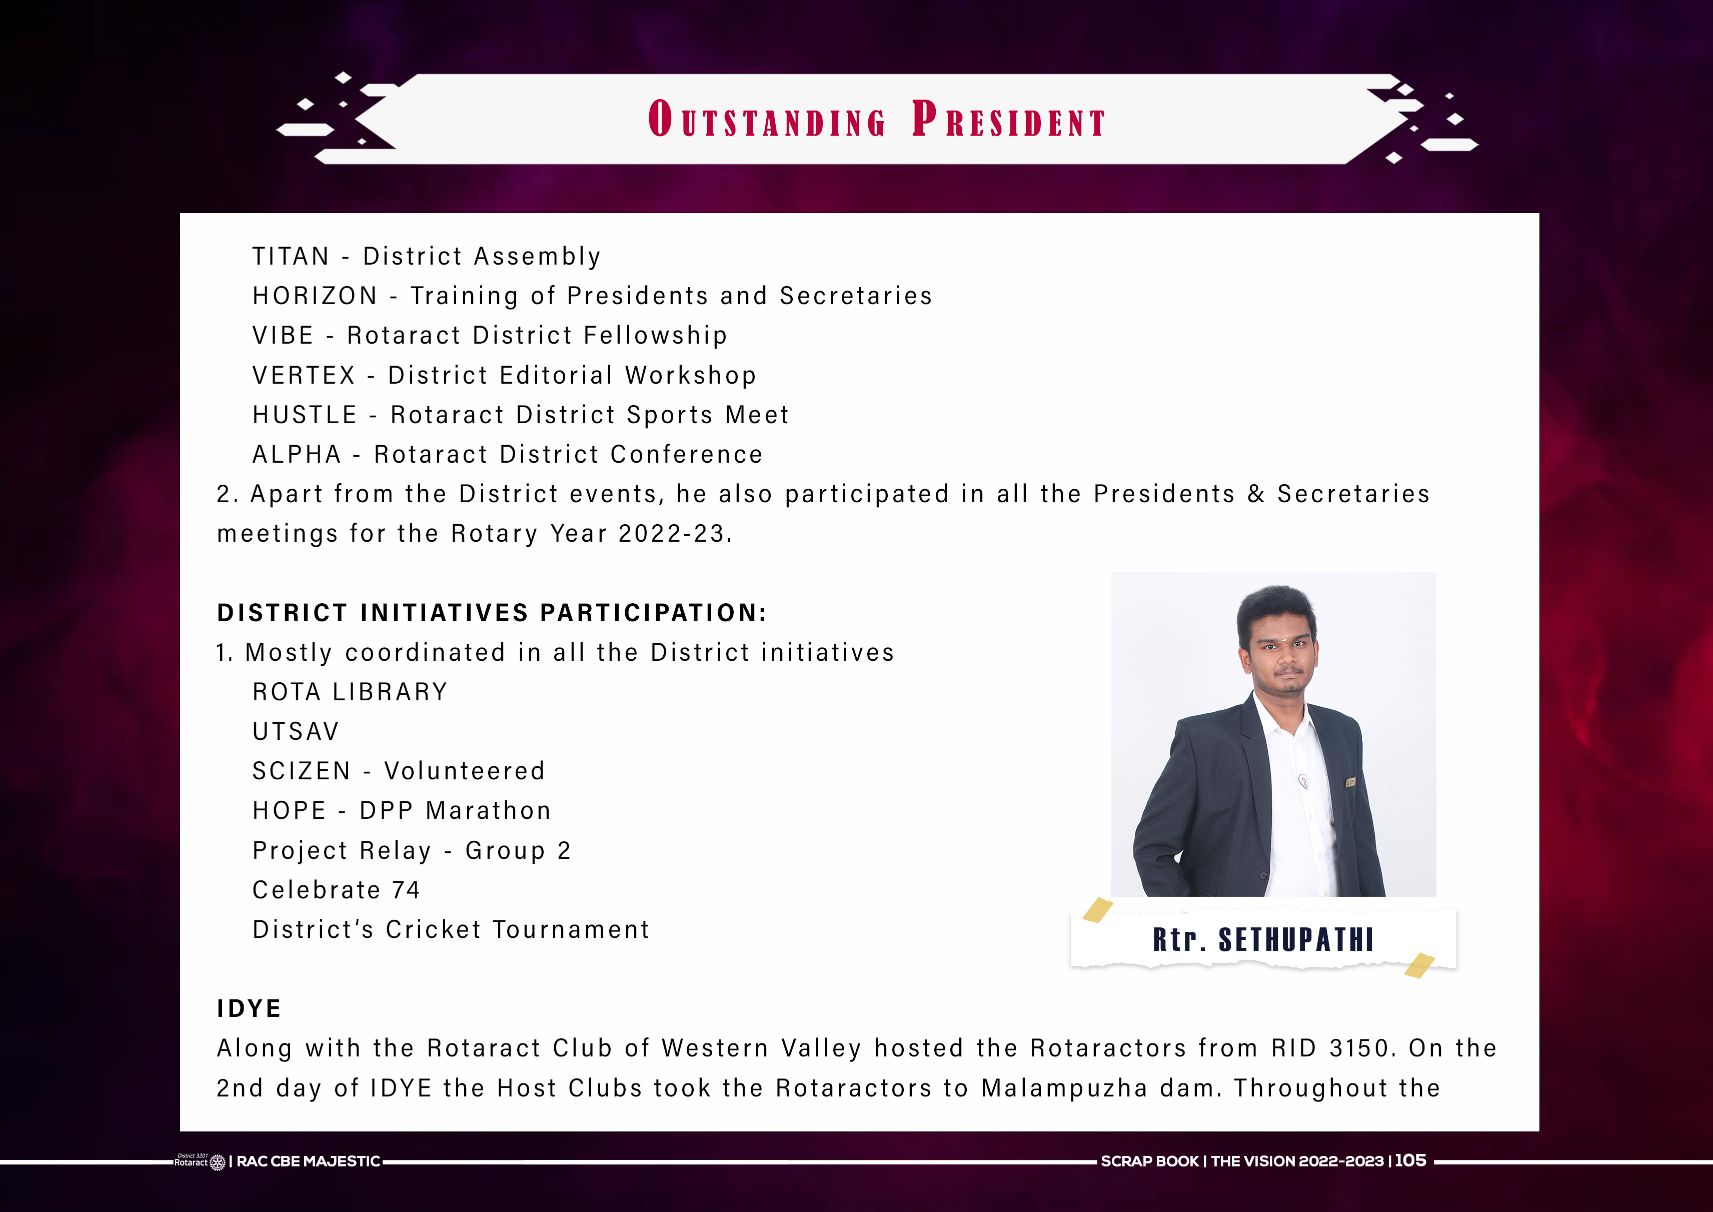 OUTSTANDING PRESIDENT
TITAN - District Assembly
HORIZON - Training of Presidents and Secretaries
VIBE - Rotaract District Fellowship
VERTEX - District Editorial Workshop
HUSTLE - Rotaract District Sports Meet
ALPHA - Rotaract District Conference
2. Apart from the District events, he also participated in all the Presidents & Secretaries
meetings for the Rotary Year 2022-23.
DISTRICT INITIATIVES PARTICIPATION:
1. Mostly coordinated in all the District initiatives
ROTA LIBRARY
UTSAV
SCIZEN - Volunteered
HOPE - DPP Marathon
Project Relay - Group 2
Celebrate 74
District's Cricket Tournament
Rtr. SETHUPATHI
IDYE
Along with the Rotaract Club of Western Valley hosted the Rotaractors from RID 3150. On the
2nd day of IDYE the Host Clubs took the Rotaractors to Malampuzha dam. Throughout the
District 3201
Rotaract | RAC CBE MAJESTIC
SCRAP BOOK | THE VISION 2022-2023 | 105